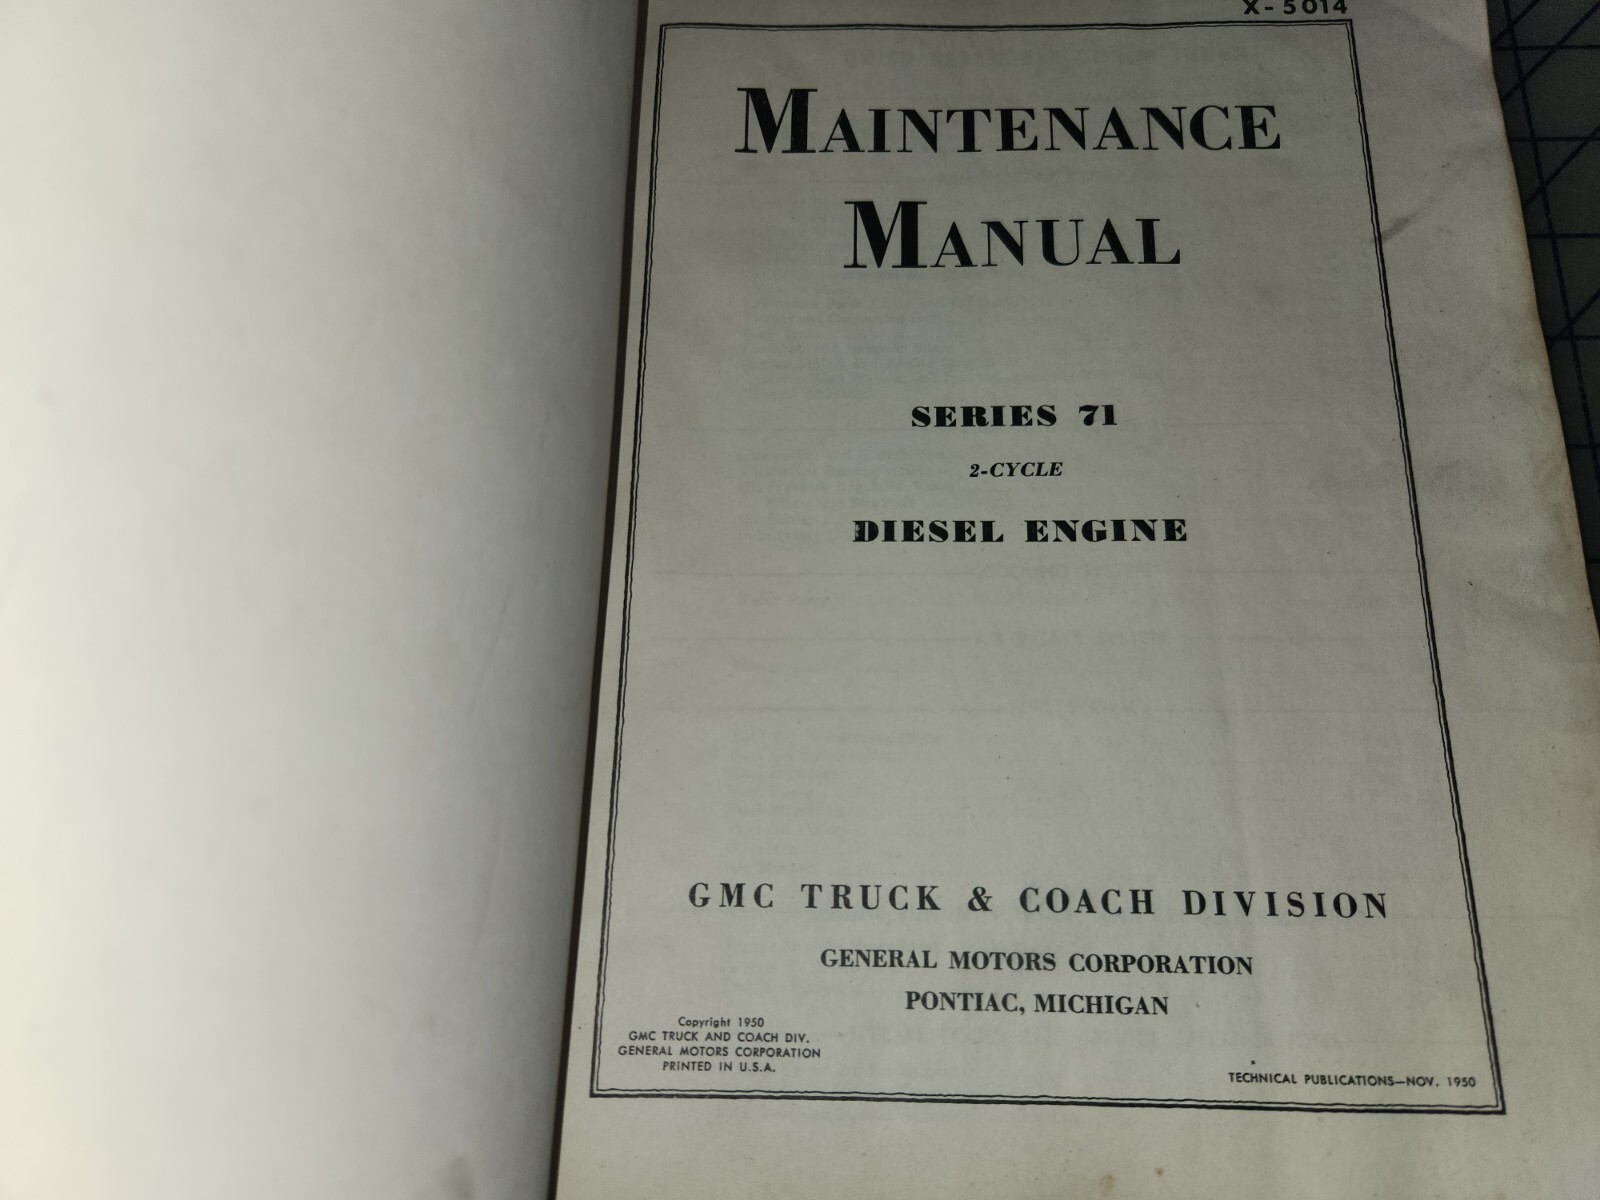 X-5014
MAINTENANCE
MANUAL
SERIES 71
2-CYCLE
DIESEL ENGINE
GMC TRUCK & COACH DIVISION
GENERAL MOTORS CORPORATION
PONTIAC, MICHIGAN
Copyright 1950
GMC TRUCK AND COACH DIV.
GENERAL MOTORS CORPORATION
PRINTED IN U.S.A.
TECHNICAL PUBLICATIONS—NOV. 1950